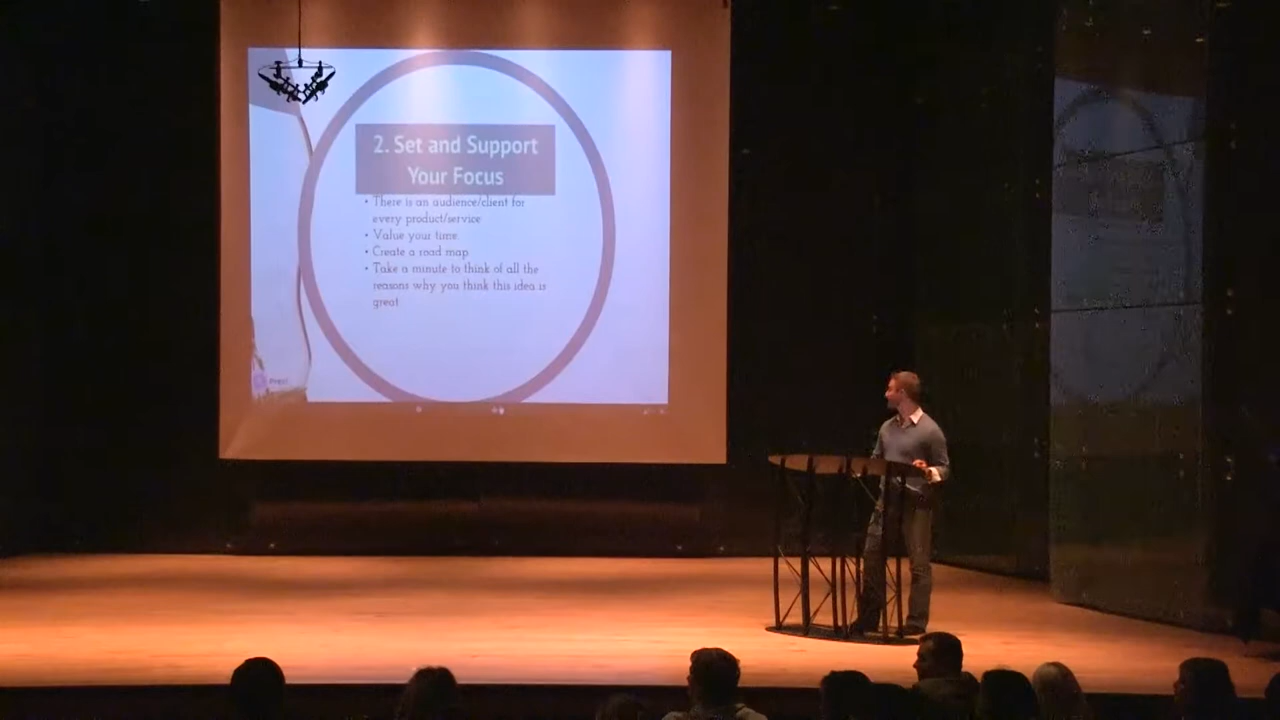 2. Set and Support
Your Focus
• There is an audience/client for
every product/service
• Value your time.
• Create a road map
• Take a minute to think of all the
reasons why you think this idea is
great
Prezi